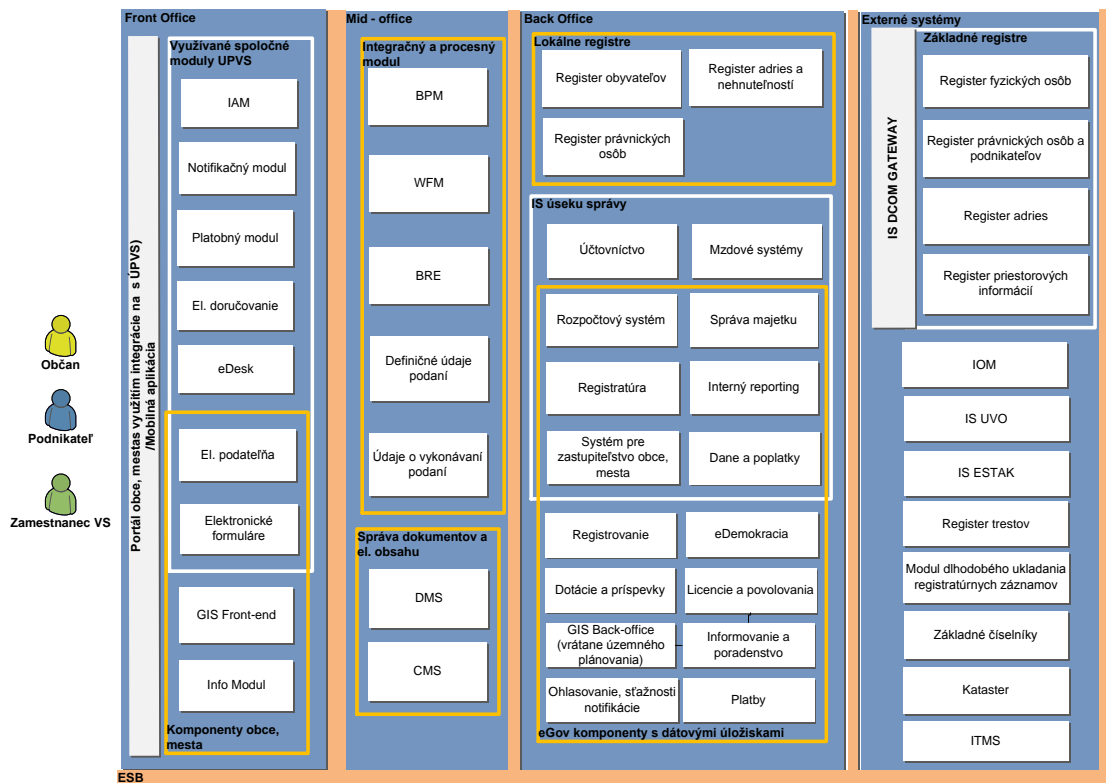 Front Office
Mid - office
Back Office
Externé systémy
Občan
Podnikateľ
Zamestnanec VS
Portál obce, mestas využitím integrácie na s ÚPVS)
/Mobilná aplikácia
Využívané spoločné
moduly UPVS
IAM
Notifikačný modul
Platobný modul
El. doručovanie
eDesk
El. podateľňa
Elektronické
formuláre
GIS Front-end
Info Modul
Komponenty obce,
mesta
Integračný a procesný
modul
BPM
WFM
BRE
Definičné údaje
podaní
Údaje o vykonávaní
podaní
Správa dokumentov a
el. obsahu
DMS
CMS
Lokálne registre
Register obyvateľov
Register adries a
nehnuteľností
Register právnických
osôb
IS úseku správy
Účtovníctvo
Mzdové systémy
Rozpočtový systém
Správa majetku
Registratúra
Interný reporting
Systém pre
zastupiteľstvo obce,
mesta
Dane a poplatky
Registrovanie
eDemokracia
Dotácie a príspevky
Licencie a povolovania
GIS Back-office
(vrátane územného
plánovania)
Informovanie a
poradenstvo
Ohlasovanie, sťažnosti
notifikácie
Platby
eGov komponenty s dátovými úložiskami
IS DCOM GATEWAY
Základné registre
Register fyzických osôb
Register právnických osôb a
podnikateľov
Register adries
Register priestorových
informácií
IOM
IS UVO
IS ESTAK
Register trestov
Modul dlhodobého ukladania
registratúrnych záznamov
Základné číselníky
Kataster
ITMS
ESB